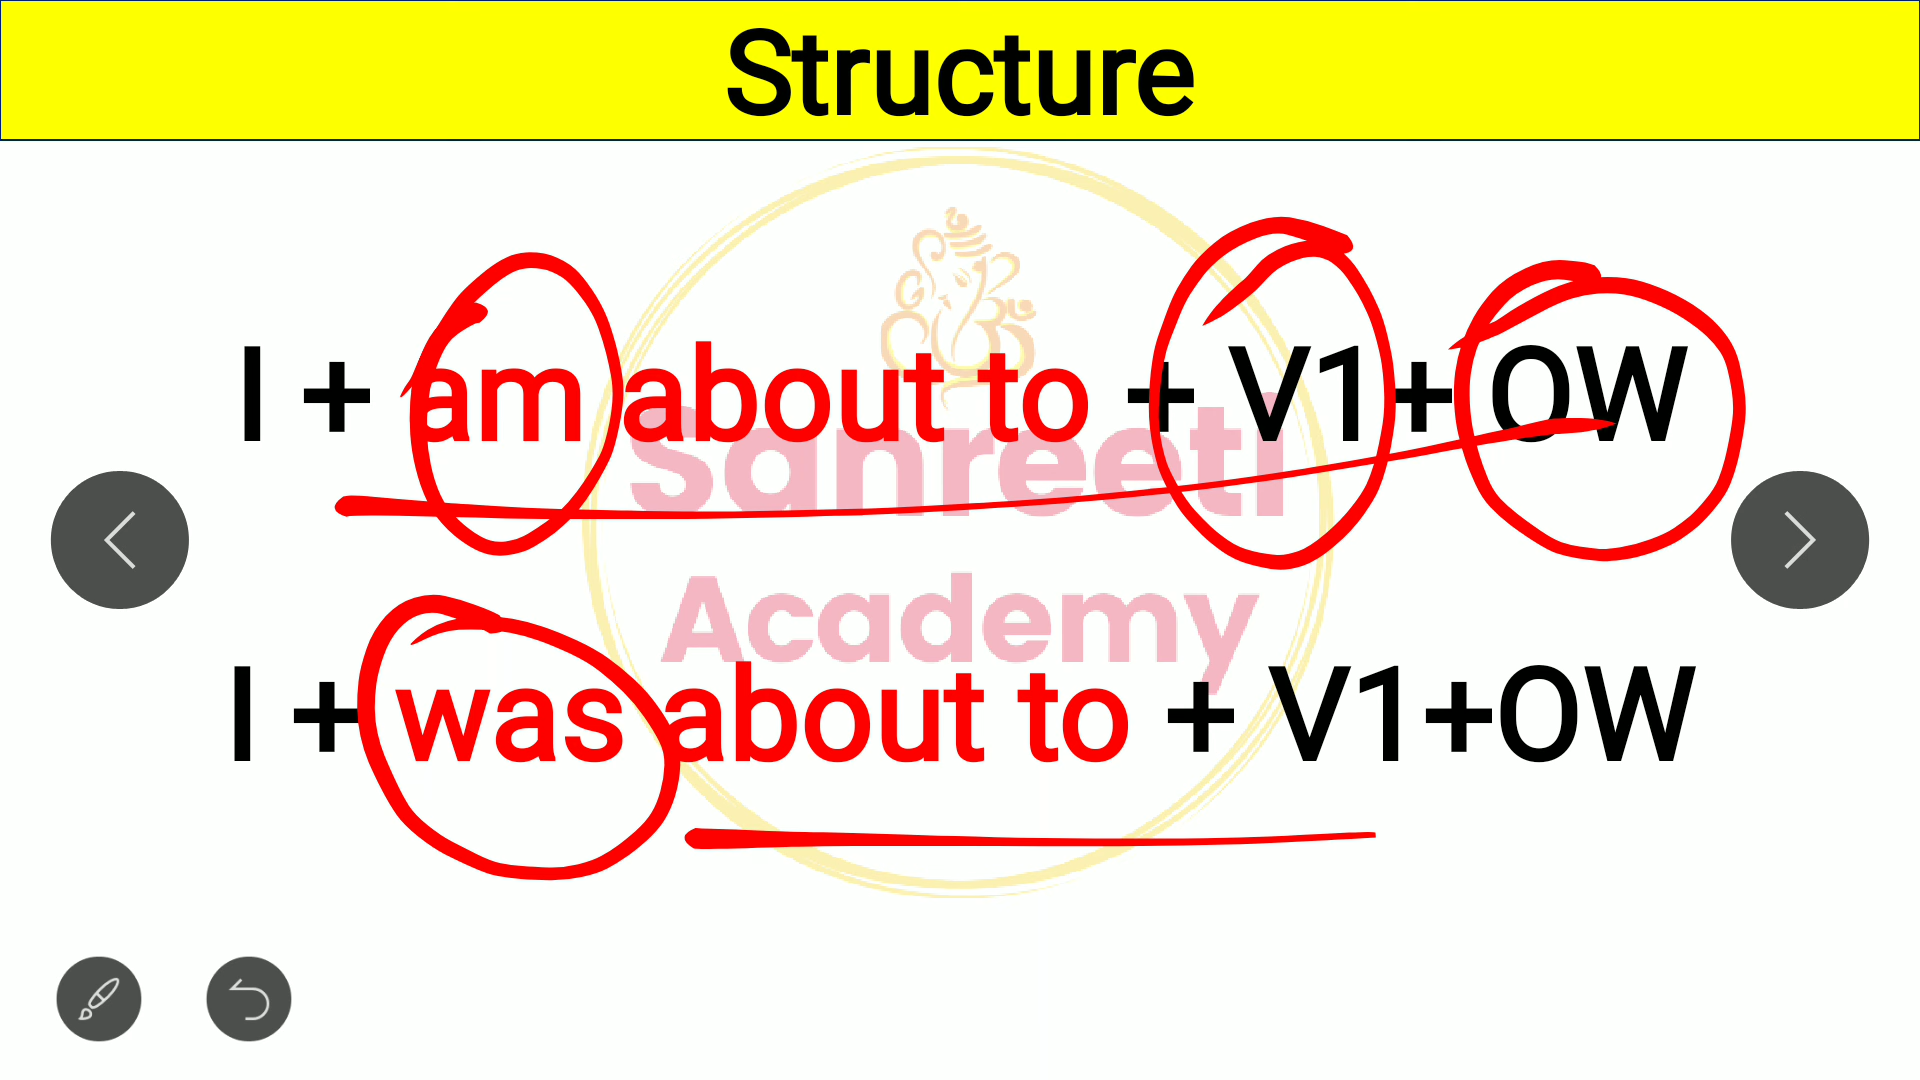 Structure
I + am about to + V1+ OW
Sanreeti
Academy
I + was about to + V1+OW